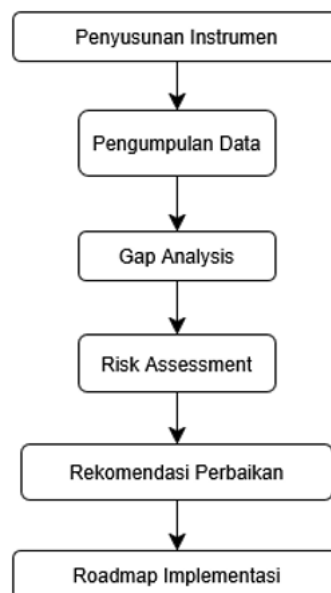 Penyusunan Instrumen
Pengumpulan Data
Gap Analysis
Risk Assessment
Rekomendasi Perbaikan
Roadmap Implementasi